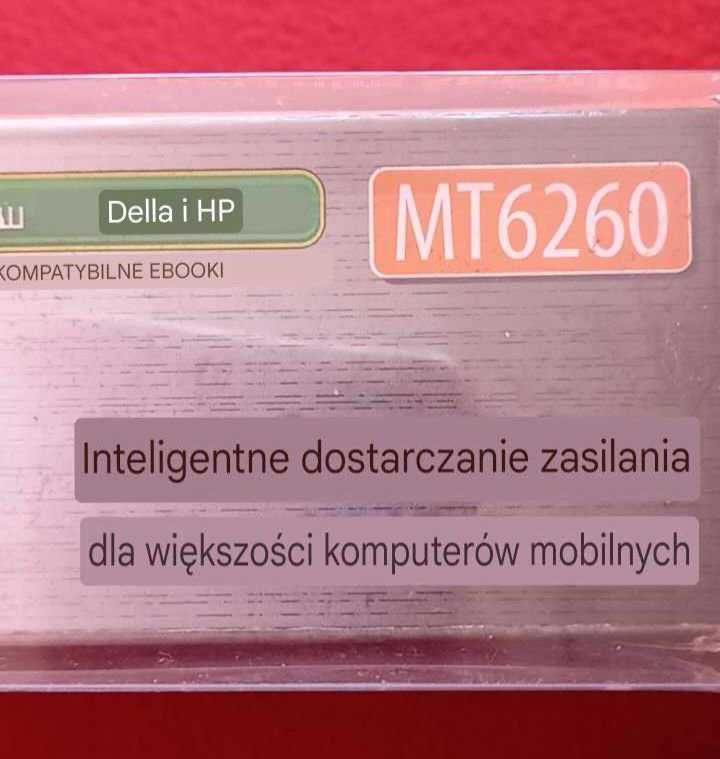 Della i HP
MT6260
KOMPATYBILNE EBOOKI
Inteligentne dostarczanie zasilania
dla większości komputerów mobilnych